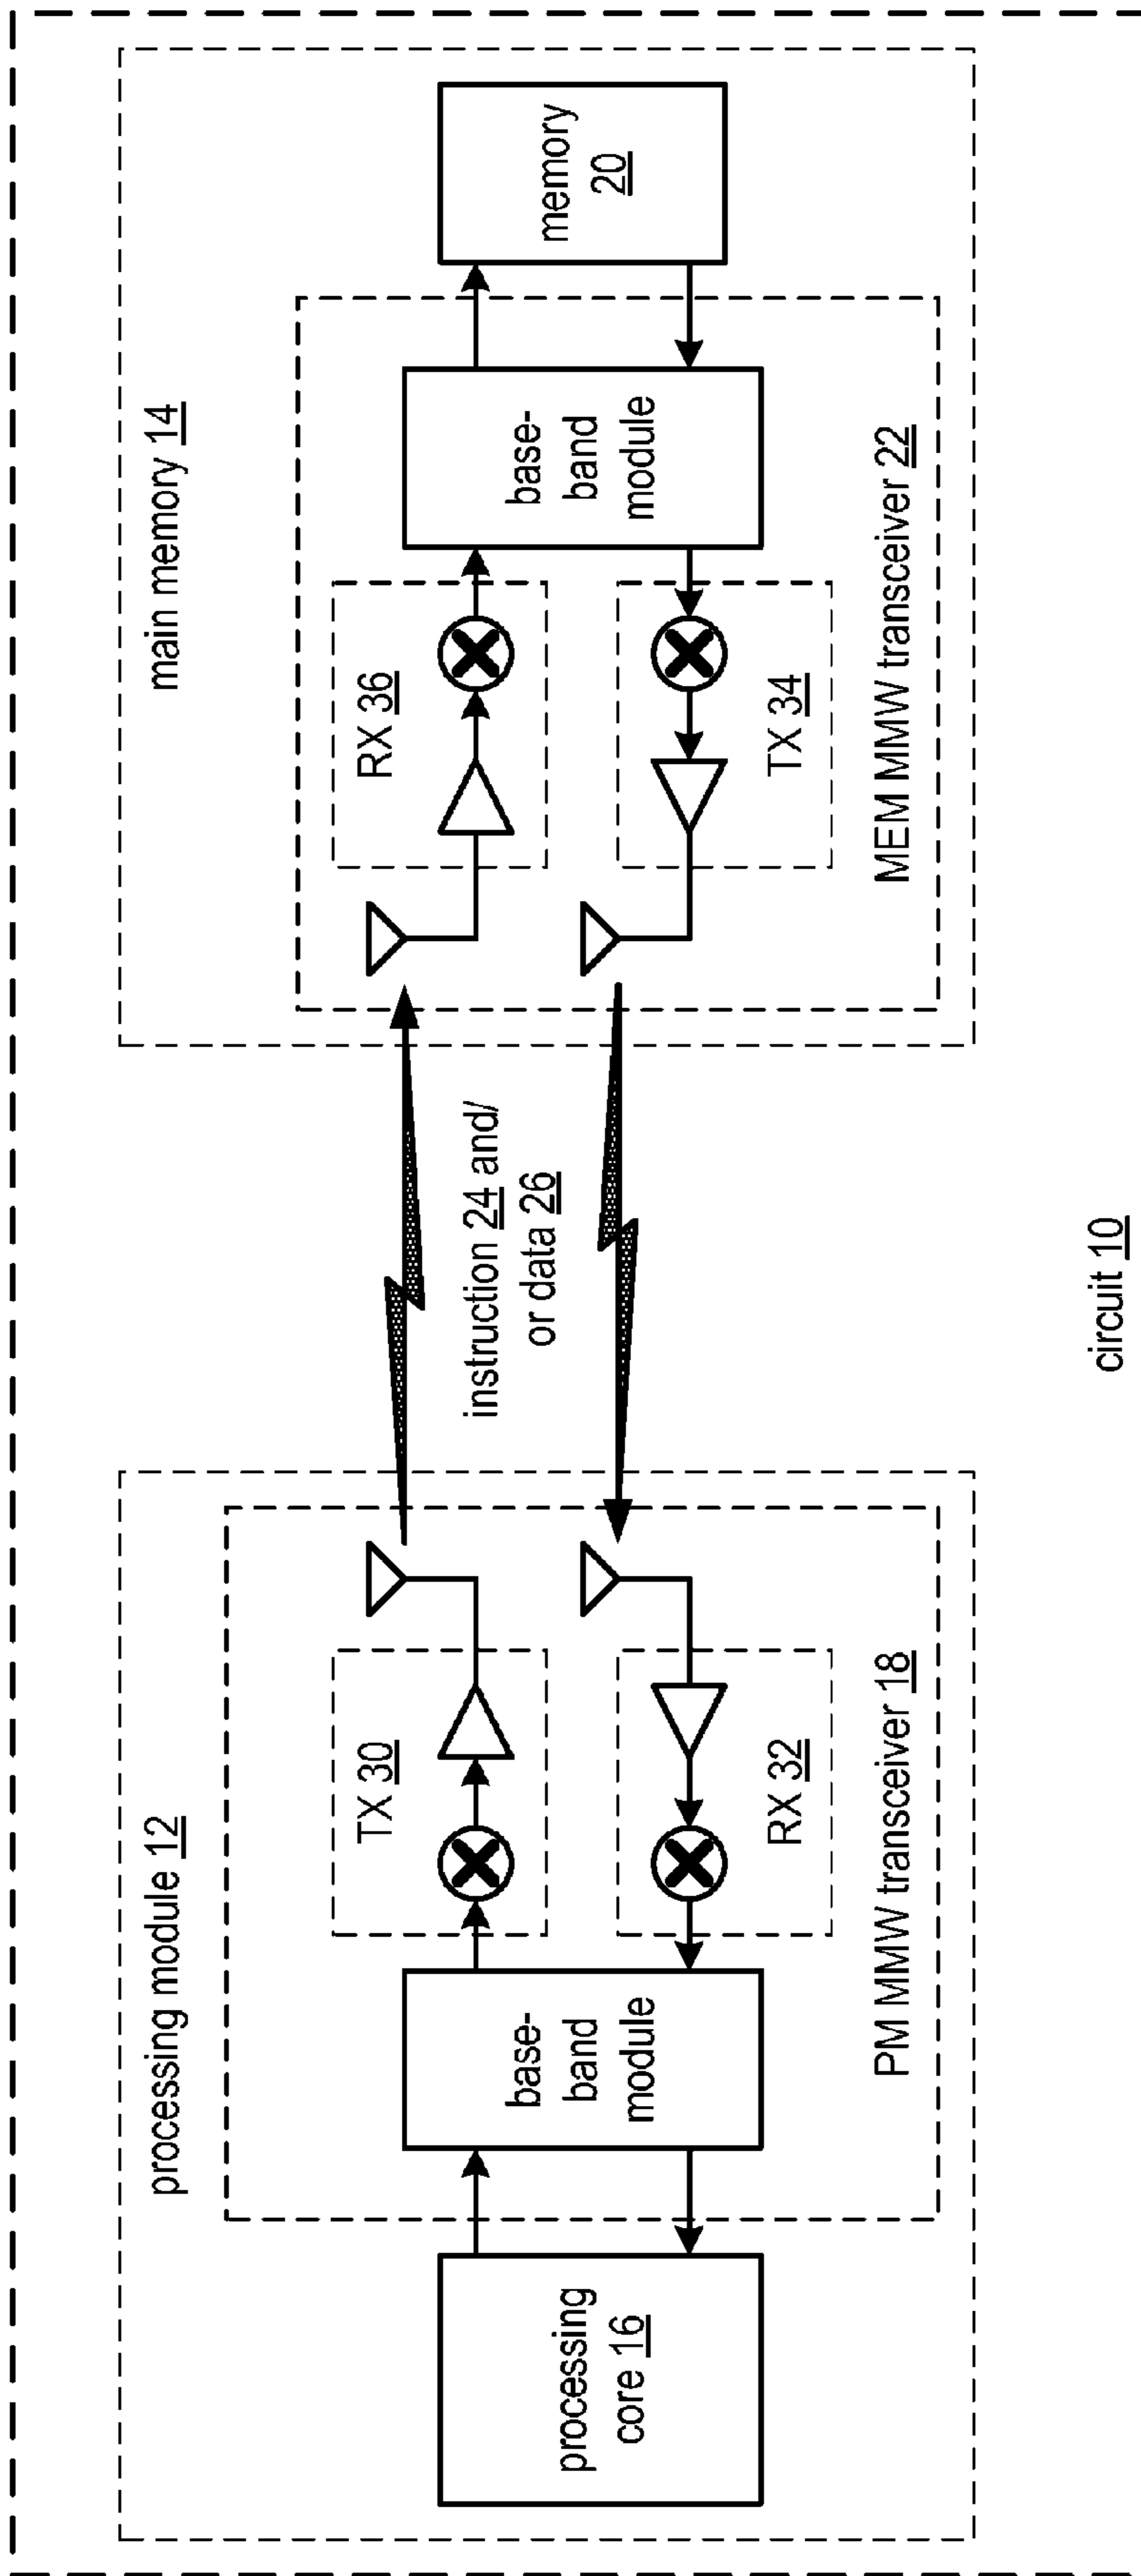 processing module 12
main memory 14
processing
core 16
base-
band
module
TX 30
RX 32
PM MMW transceiver 18
instruction 24 and/
or data 26
RX 36
TX 34
base-
band
module
MEM MMW transceiver 22
memory
20
circuit 10